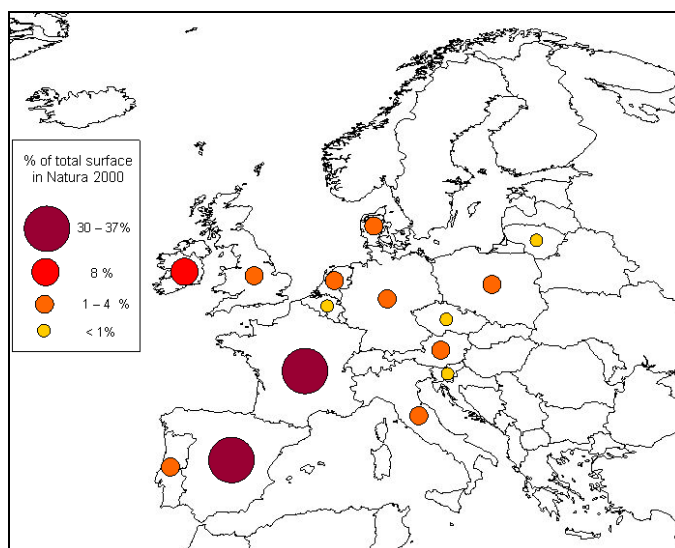 % of total surface
in Natura 2000
30 – 37%
8 %
1 – 4 %
< 1%